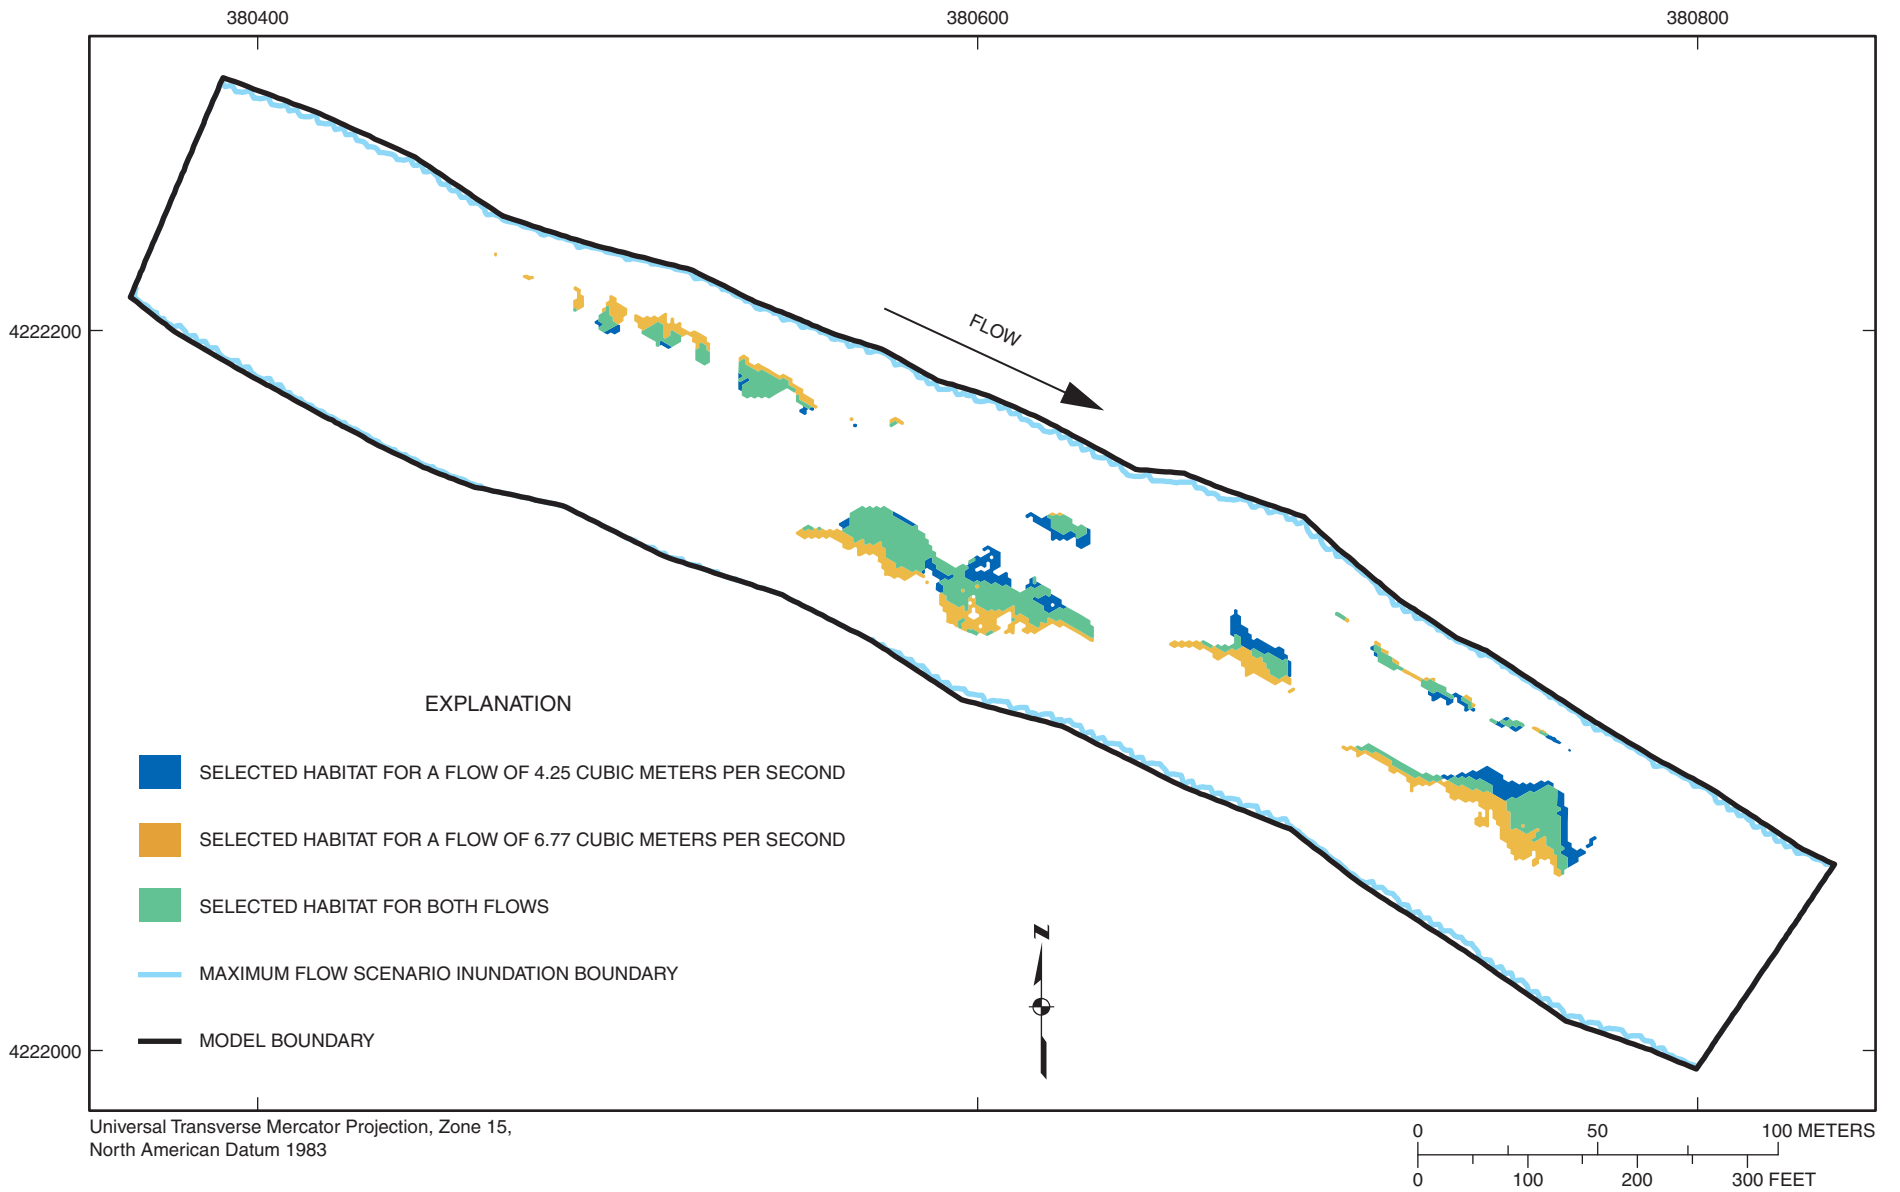 380400
380600
380800
4222200
FLOW
EXPLANATION
SELECTED HABITAT FOR A FLOW OF 4.25 CUBIC METERS PER SECOND
SELECTED HABITAT FOR A FLOW OF 6.77 CUBIC METERS PER SECOND
SELECTED HABITAT FOR BOTH FLOWS
MAXIMUM FLOW SCENARIO INUNDATION BOUNDARY
MODEL BOUNDARY
N
4222000
Universal Transverse Mercator Projection, Zone 15,
North American Datum 1983
0 50 100 METERS
0 100 200 300 FEET